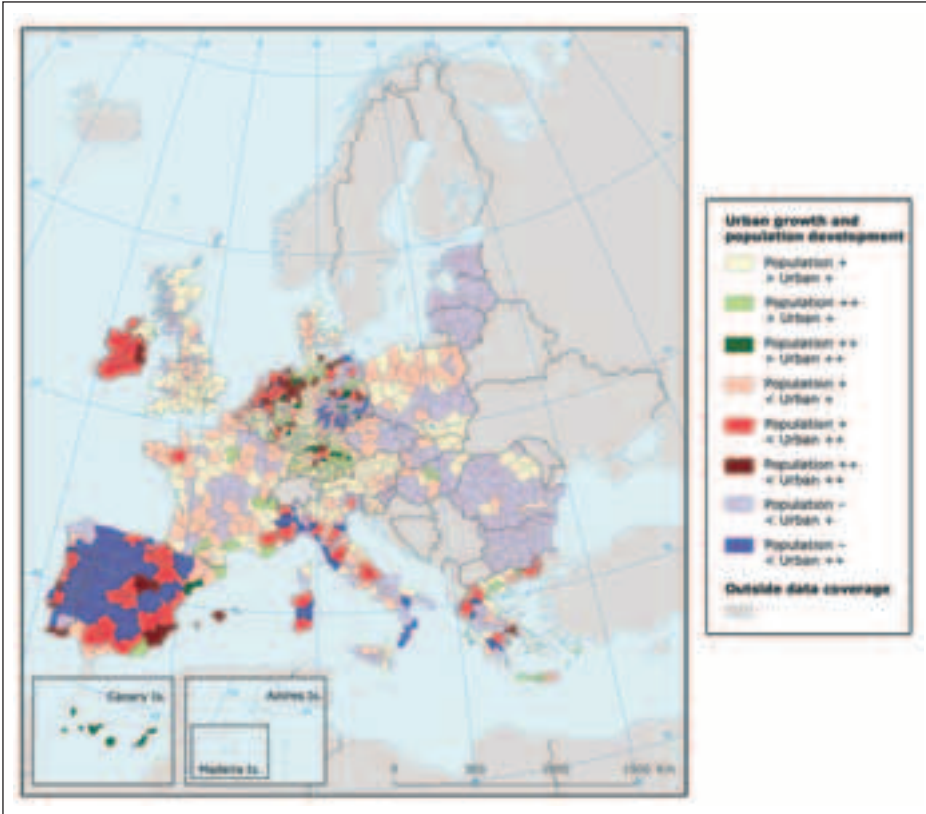 Urban growth and
population development
Population +
> Urban +
Population ++
> Urban +
Population ++
> Urban ++
Population +
< Urban +
Population +
< Urban ++
Population ++
< Urban ++
Population –
< Urban +
Population –
< Urban ++
Outside data coverage
Canary Is.
Azores Is.
Madeira Is.
0 500 1000 1500 Km